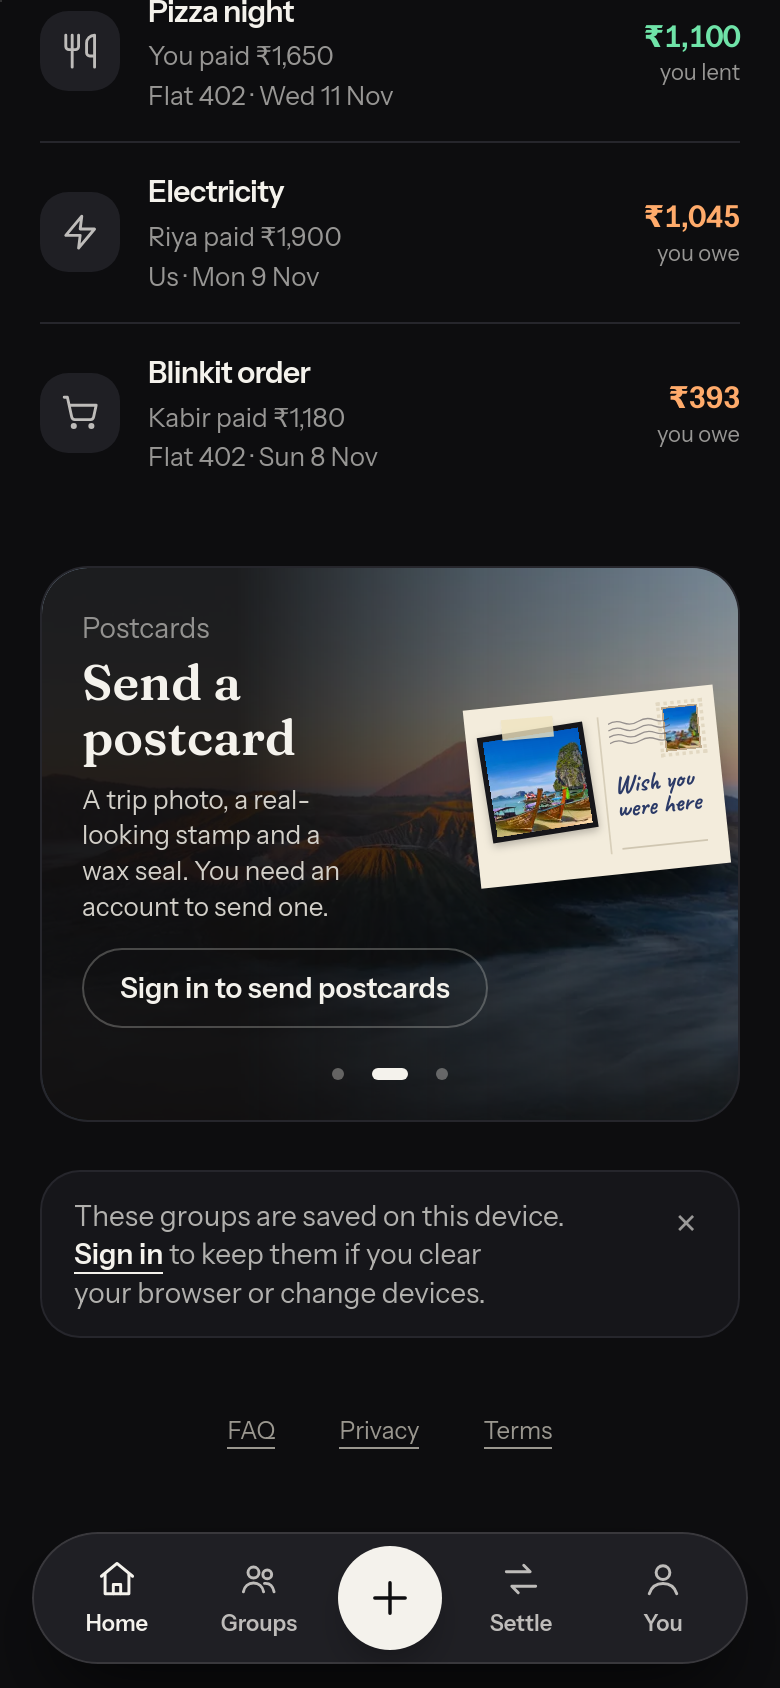 Pizza night
You paid ₹1,650
Flat 402 · Wed 11 Nov
₹1,100
you lent
Electricity
Riya paid ₹1,900
Us · Mon 9 Nov
₹1,045
you owe
Blinkit order
Kabir paid ₹1,180
Flat 402 · Sun 8 Nov
₹393
you owe
Postcards
Send a
postcard
A trip photo, a real-
looking stamp and a
wax seal. You need an
account to send one.
Wish you
were here
Sign in to send postcards
These groups are saved on this device.
Sign in to keep them if you clear
your browser or change devices.
FAQ
Privacy
Terms
Home
Groups
Settle
You